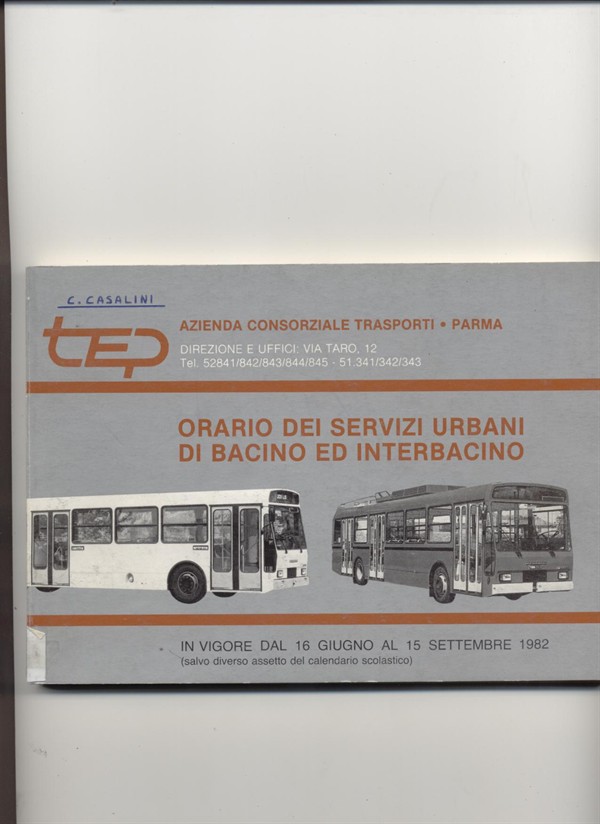 C. CASALINI
tep
AZIENDA CONSORZIALE TRASPORTI • PARMA
DIREZIONE E UFFICI: VIA TARO, 12
Tel. 52841/842/843/844/845 - 51.341/342/343
ORARIO DEI SERVIZI URBANI
DI BACINO ED INTERBACINO
IN VIGORE DAL 16 GIUGNO AL 15 SETTEMBRE 1982
(salvo diverso assetto del calendario scolastico)